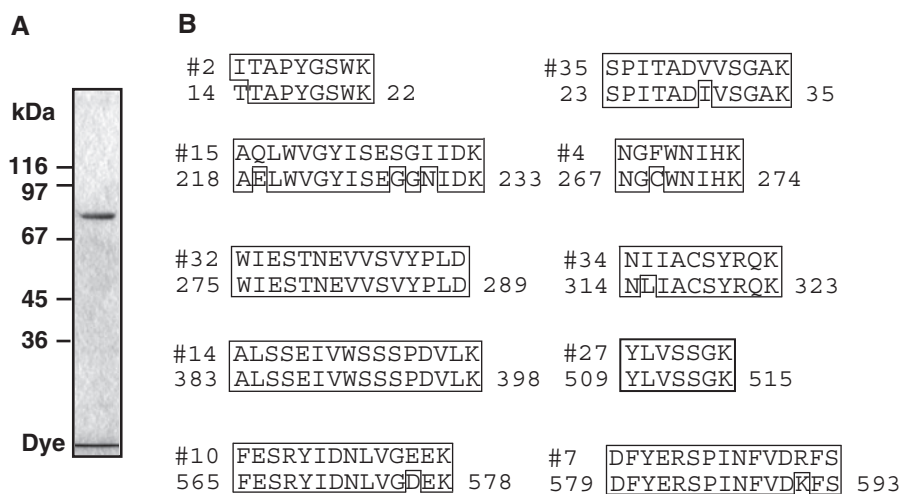 A
B
kDa
116
97
67
45
36
Dye
#2 ITAPYGSWK
14 TTAPYGSWK 22
#35 SPITADVVSGAK
23 SPITADIVSGAK 35
#15 AQLWVGYISESGIIDK
218 AELWVGYISEGGNIDK 233
#4 NGFWNIHK
267 NGCWNIHK 274
#32 WIESTNEVVSVYPLD
275 WIESTNEVVSVYPLD 289
#34 NIIACSYRQK
314 NLIACSYRQK 323
#14 ALSSEIVWSSSPDVLK
383 ALSSEIVWSSSPDVLK 398
#27 YLVSSGK
509 YLVSSGK 515
#10 FESRYIDNLVGEEK
565 FESRYIDNLVGDEK 578
#7 DFYERSPINFVDRFS
579 DFYERSPINFVDKFS 593